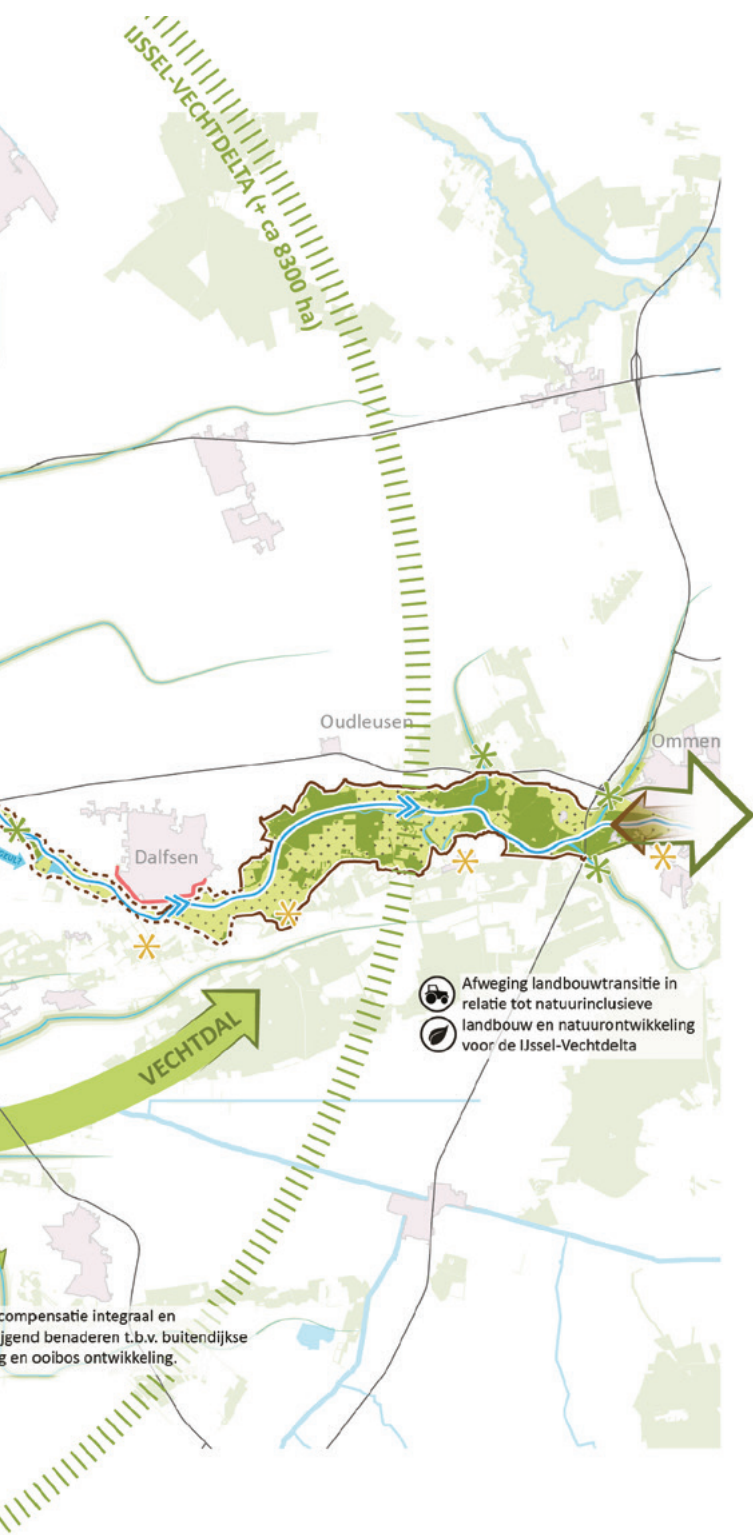 IJSSEL-VECHTDELTA (+ ca 8300 ha)
Oudleusen
Ommen
Dalfsen
Afweging landbouwtransitie in
relatie tot natuurinclusieve
landbouw en natuurontwikkeling
voor de IJssel-Vechtdelta
VECHTDAL
compensatie integraal en
ijgend benaderen t.b.v. buitendijkse
g en ooibos ontwikkeling.